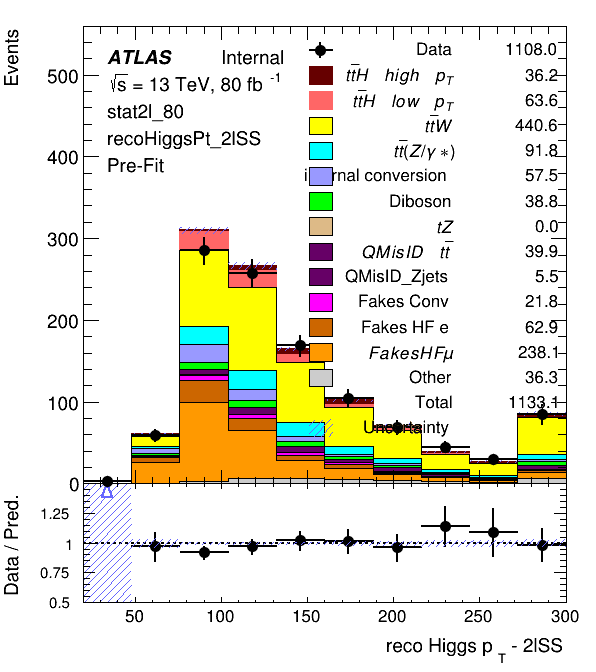 Events
ATLAS Internal
√s = 13 TeV, 80 fb -1
stat2l_80
recoHiggsPt_2lSS
Pre-Fit
Data 1108.0
tt̄H high pT 36.2
tt̄H low pT 63.6
tt̄W 440.6
tt̄(Z/γ*) 91.8
internal conversion 57.5
Diboson 38.8
tZ 0.0
QMisID tt̄ 39.9
QMisID_Zjets 5.5
Fakes Conv 21.8
Fakes HF e 62.9
FakesHFμ 238.1
Other 36.3
Total 1133.1
Uncertainty
500
400
300
200
100
0
Data / Pred.
1.25
1
0.75
0.5
50 100 150 200 250 300
reco Higgs p T - 2lSS